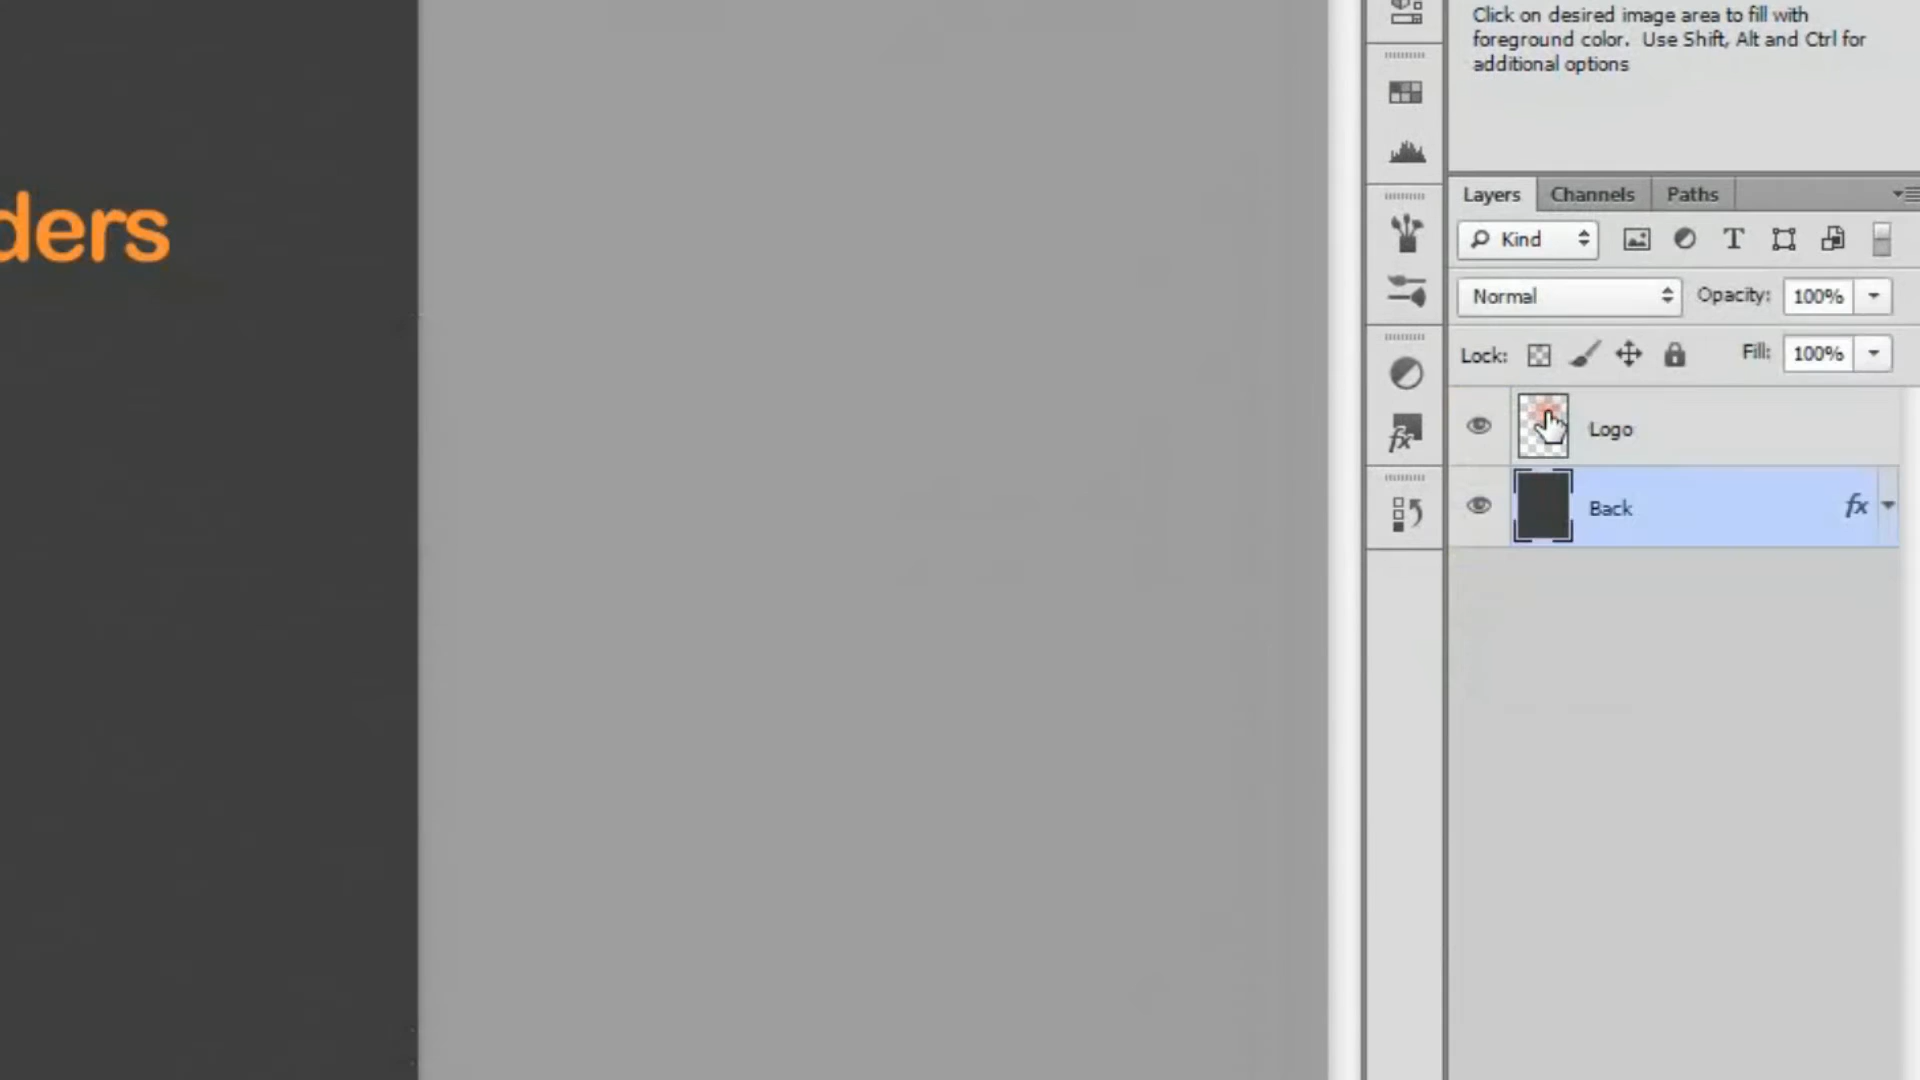 Click on desired image area to fill with
foreground color. Use Shift, Alt and Ctrl for
additional options
ders
Layers Channels Paths
Kind
Normal Opacity: 100%
Lock: Fill: 100%
Logo
Back fx